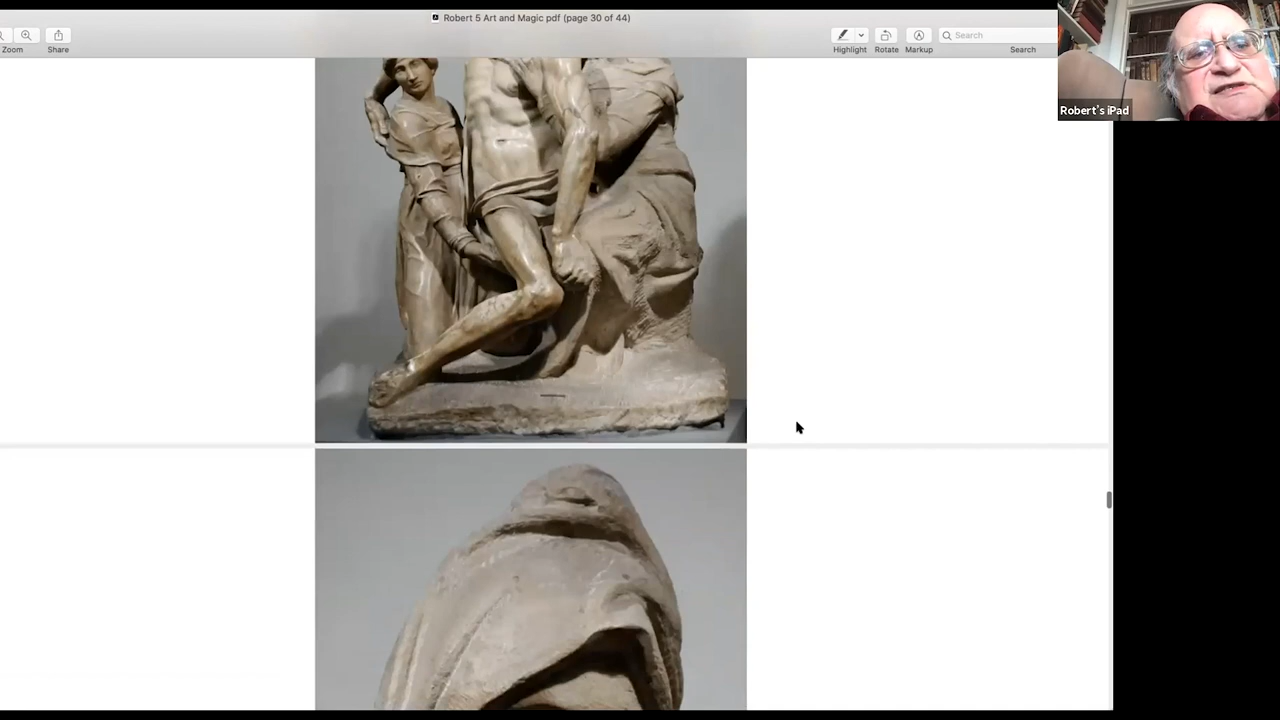 Robert 5 Art and Magic pdf (page 30 of 44)
Zoom
Share
Highlight
Rotate
Markup
Search
Search
Robert's iPad